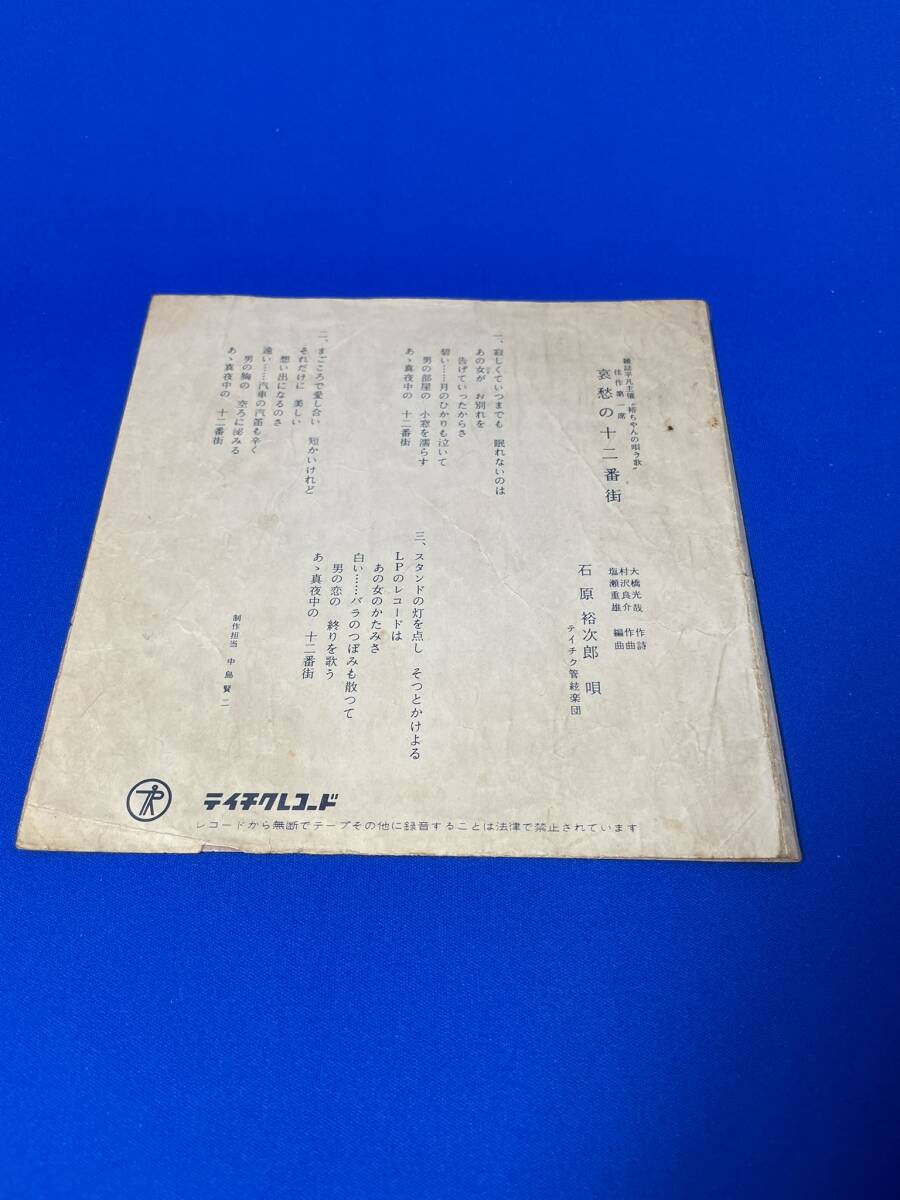 雑誌平凡主催 "裕ちゃんの唄う歌"
佳作第一席
哀愁の十二番街
大橋光哉 作詩
村沢良介 作曲
塩瀬重雄 編曲
石原裕次郎 唄
テイチク管絃楽団
一、寂しくていつまでも 眠れないのは
あの女が お別れを
告げていったからさ
碧い……月のひかりも泣いて
男の部屋の 小窓を濡らす
あゝ真夜中の 十二番街
二、まごころで愛し合い 短かいけれど
それだけに 美しい
想い出になるのさ
遠い……汽車の汽笛も辛く
男の胸の 空ろに泌みる
あゝ真夜中の 十二番街
三、スタンドの灯を点し そつとかけよる
LPのレコードは
あの女のかたみさ
白い……バラのつぼみも散つて
男の恋の 終りを歌う
あゝ真夜中の 十二番街
制作担当 中島賢二
テイチクレコード
レコードから無断でテープその他に録音することは法律で禁止されています